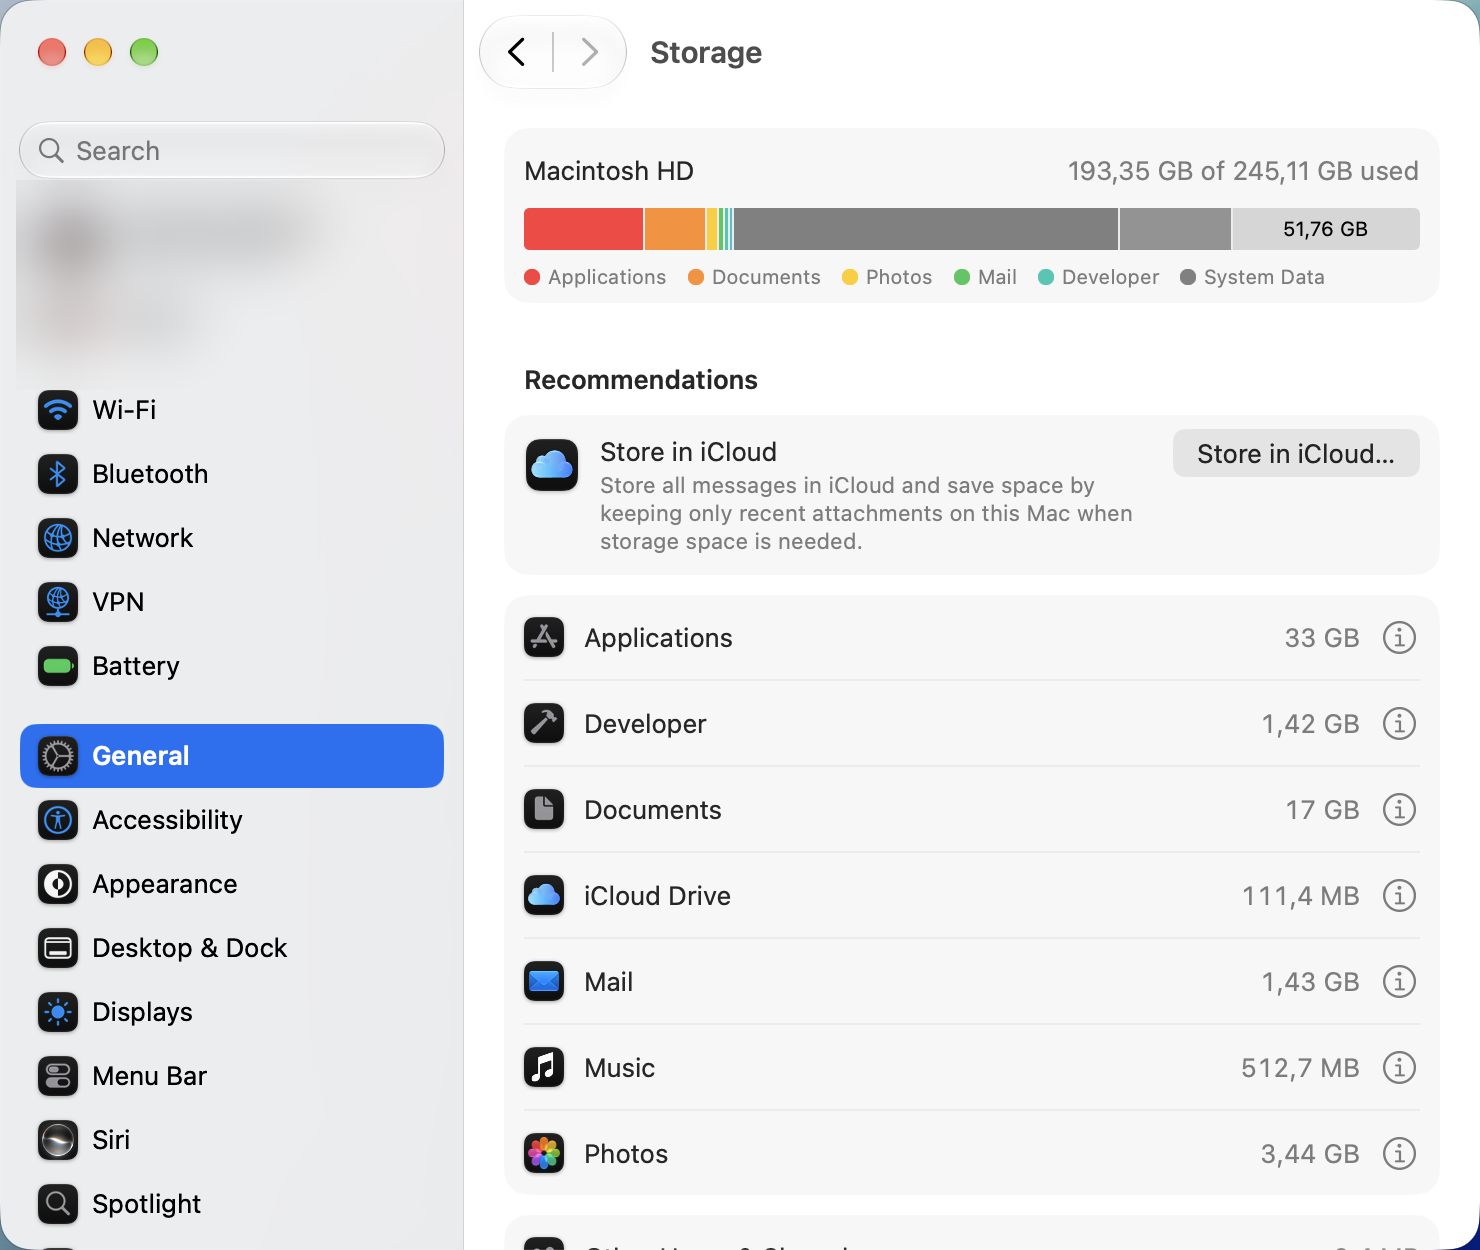 Storage
Search
Macintosh HD
193,35 GB of 245,11 GB used
51,76 GB
Applications
Documents
Photos
Mail
Developer
System Data
Recommendations
Store in iCloud
Store in iCloud...
Store all messages in iCloud and save space by
keeping only recent attachments on this Mac when
storage space is needed.
Wi-Fi
Bluetooth
Network
VPN
Battery
General
Accessibility
Appearance
Desktop & Dock
Displays
Menu Bar
Siri
Spotlight
Applications 33 GB
Developer 1,42 GB
Documents 17 GB
iCloud Drive 111,4 MB
Mail 1,43 GB
Music 512,7 MB
Photos 3,44 GB